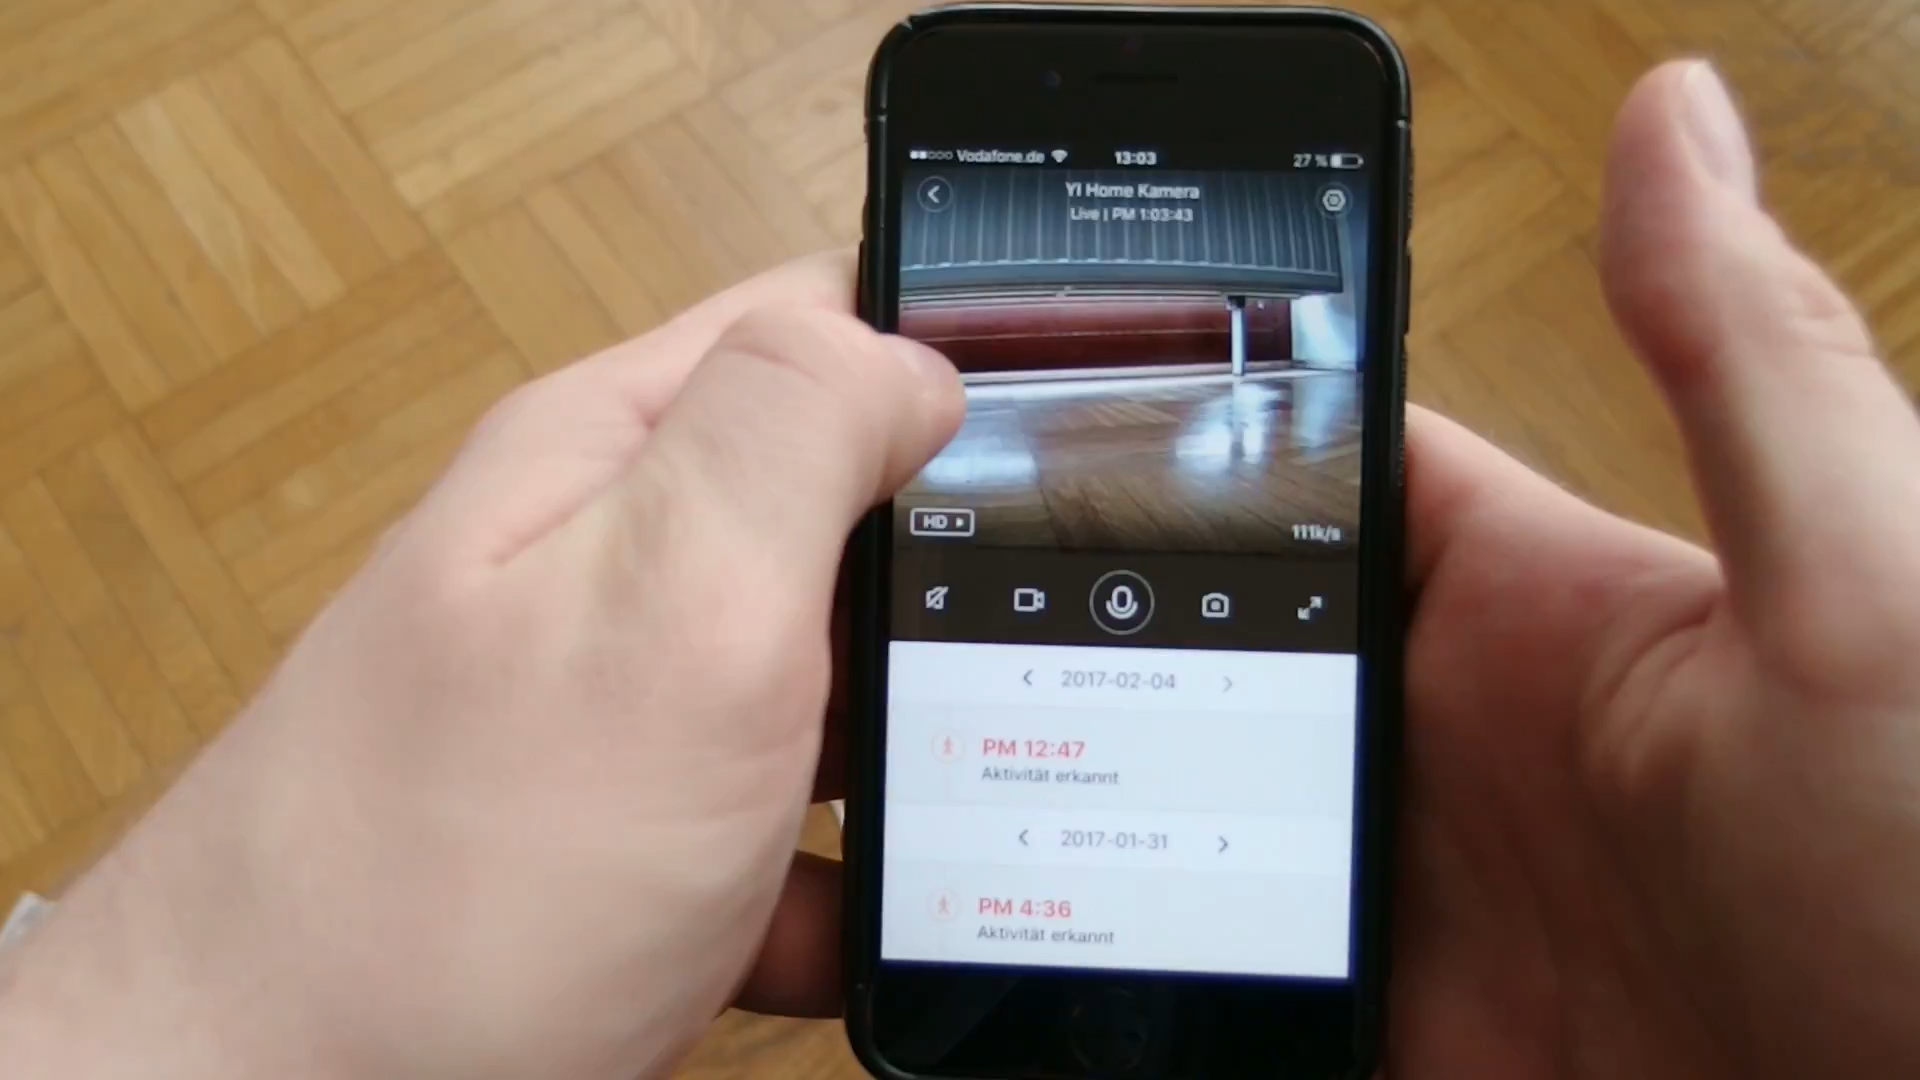 Vodafone.de 13:03 27 %
YI Home Kamera
Live | PM 1:03:43
HD
111k/s
2017-02-04
PM 12:47
Aktivität erkannt
2017-01-31
PM 4:36
Aktivität erkannt